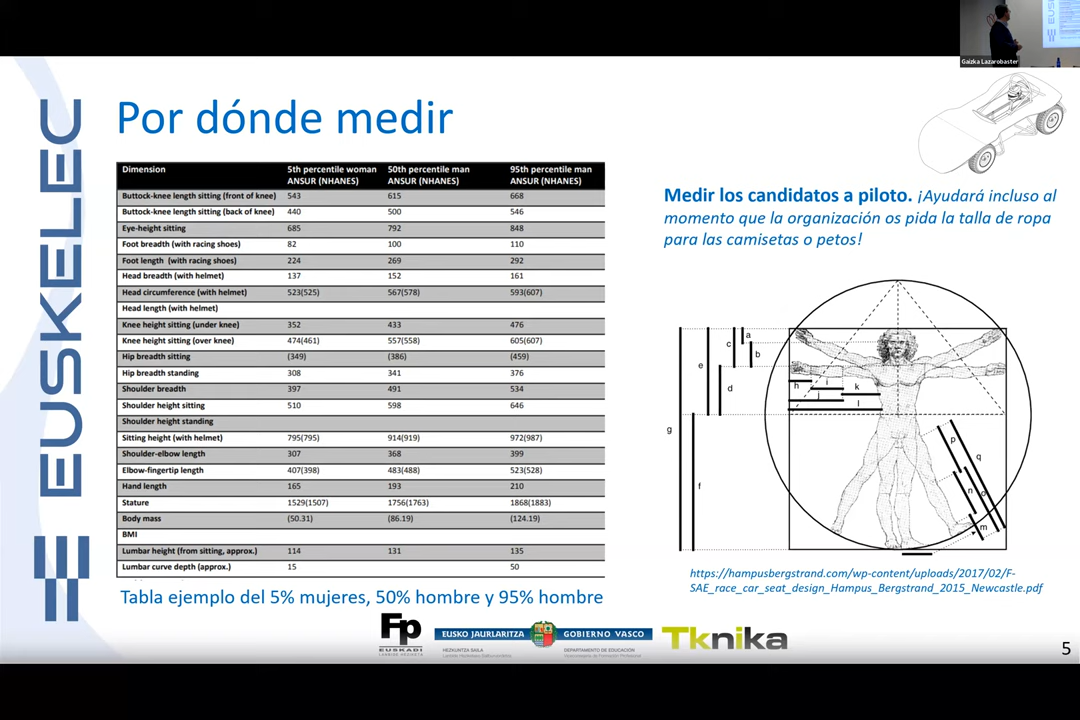 Gaizka Lazarobaster
EUSKELEC
Por dónde medir
Dimension 5th percentile woman ANSUR (NHANES) 50th percentile man ANSUR (NHANES) 95th percentile man ANSUR (NHANES)
Buttock-knee length sitting (front of knee) 543 615 668
Buttock-knee length sitting (back of knee) 440 500 546
Eye-height sitting 685 792 848
Foot breadth (with racing shoes) 82 100 110
Foot length (with racing shoes) 224 269 292
Head breadth (with helmet) 137 152 161
Head circumference (with helmet) 523(525) 567(578) 593(607)
Head length (with helmet)
Knee height sitting (under knee) 352 433 476
Knee height sitting (over knee) 474(461) 557(558) 605(607)
Hip breadth sitting (349) (386) (459)
Hip breadth standing 308 341 376
Shoulder breadth 397 491 534
Shoulder height sitting 510 598 646
Shoulder height standing
Sitting height (with helmet) 795(795) 914(919) 972(987)
Shoulder-elbow length 307 368 399
Elbow-fingertip length 407(398) 483(488) 523(528)
Hand length 165 193 210
Stature 1529(1507) 1756(1763) 1868(1883)
Body mass (50.31) (86.19) (124.19)
BMI
Lumbar height (from sitting, approx.) 114 131 135
Lumbar curve depth (approx.) 15 50
Tabla ejemplo del 5% mujeres, 50% hombre y 95% hombre
Medir los candidatos a piloto. ¡Ayudará incluso al
momento que la organización os pida la talla de ropa
para las camisetas o petos!
a
c
b
e
d
h
i
k
j
l
g
f
p
q
n
o
m
https://hampusbergstrand.com/wp-content/uploads/2017/02/F-
SAE_race_car_seat_design_Hampus_Bergstrand_2015_Newcastle.pdf
Fp
EUSKADI
LANBIDE HEZIKETA
EUSKO JAURLARITZA GOBIERNO VASCO
HEZKUNTZA SAILA
DEPARTAMENTO DE EDUCACIÓN
Viceconsejería de Formación Profesional
Tknika
5